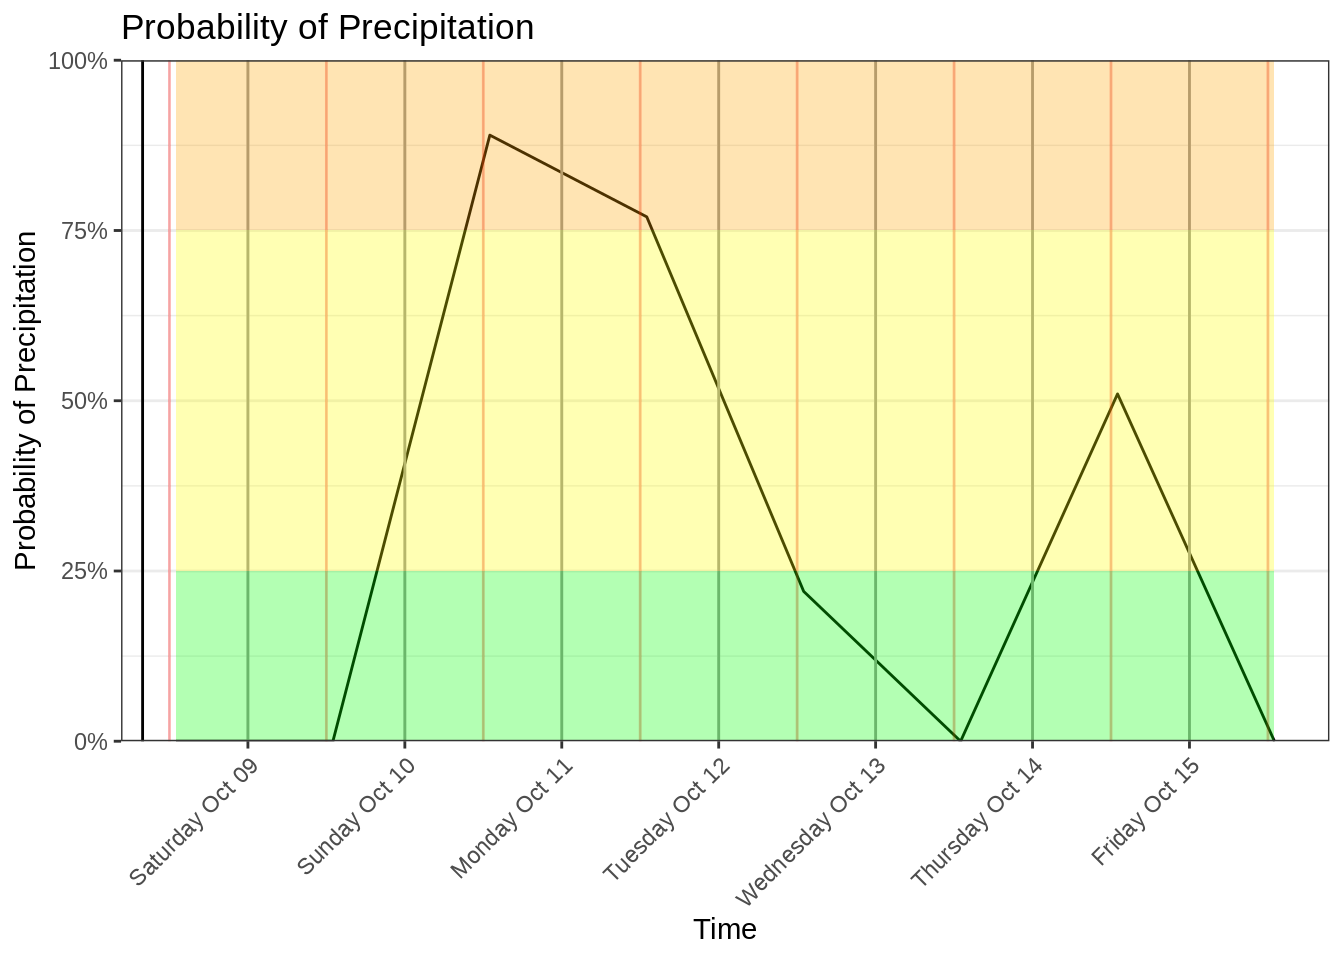 Probability of Precipitation
Probability of Precipitation
100%
75%
50%
25%
0%
Saturday Oct 09
Sunday Oct 10
Monday Oct 11
Tuesday Oct 12
Wednesday Oct 13
Thursday Oct 14
Friday Oct 15
Time